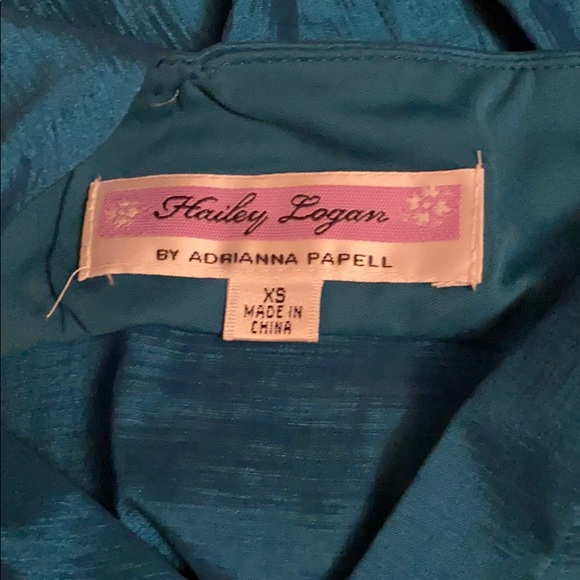 Hailey Logan
BY ADRIANNA PAPELL
XS
MADE IN
CHINA